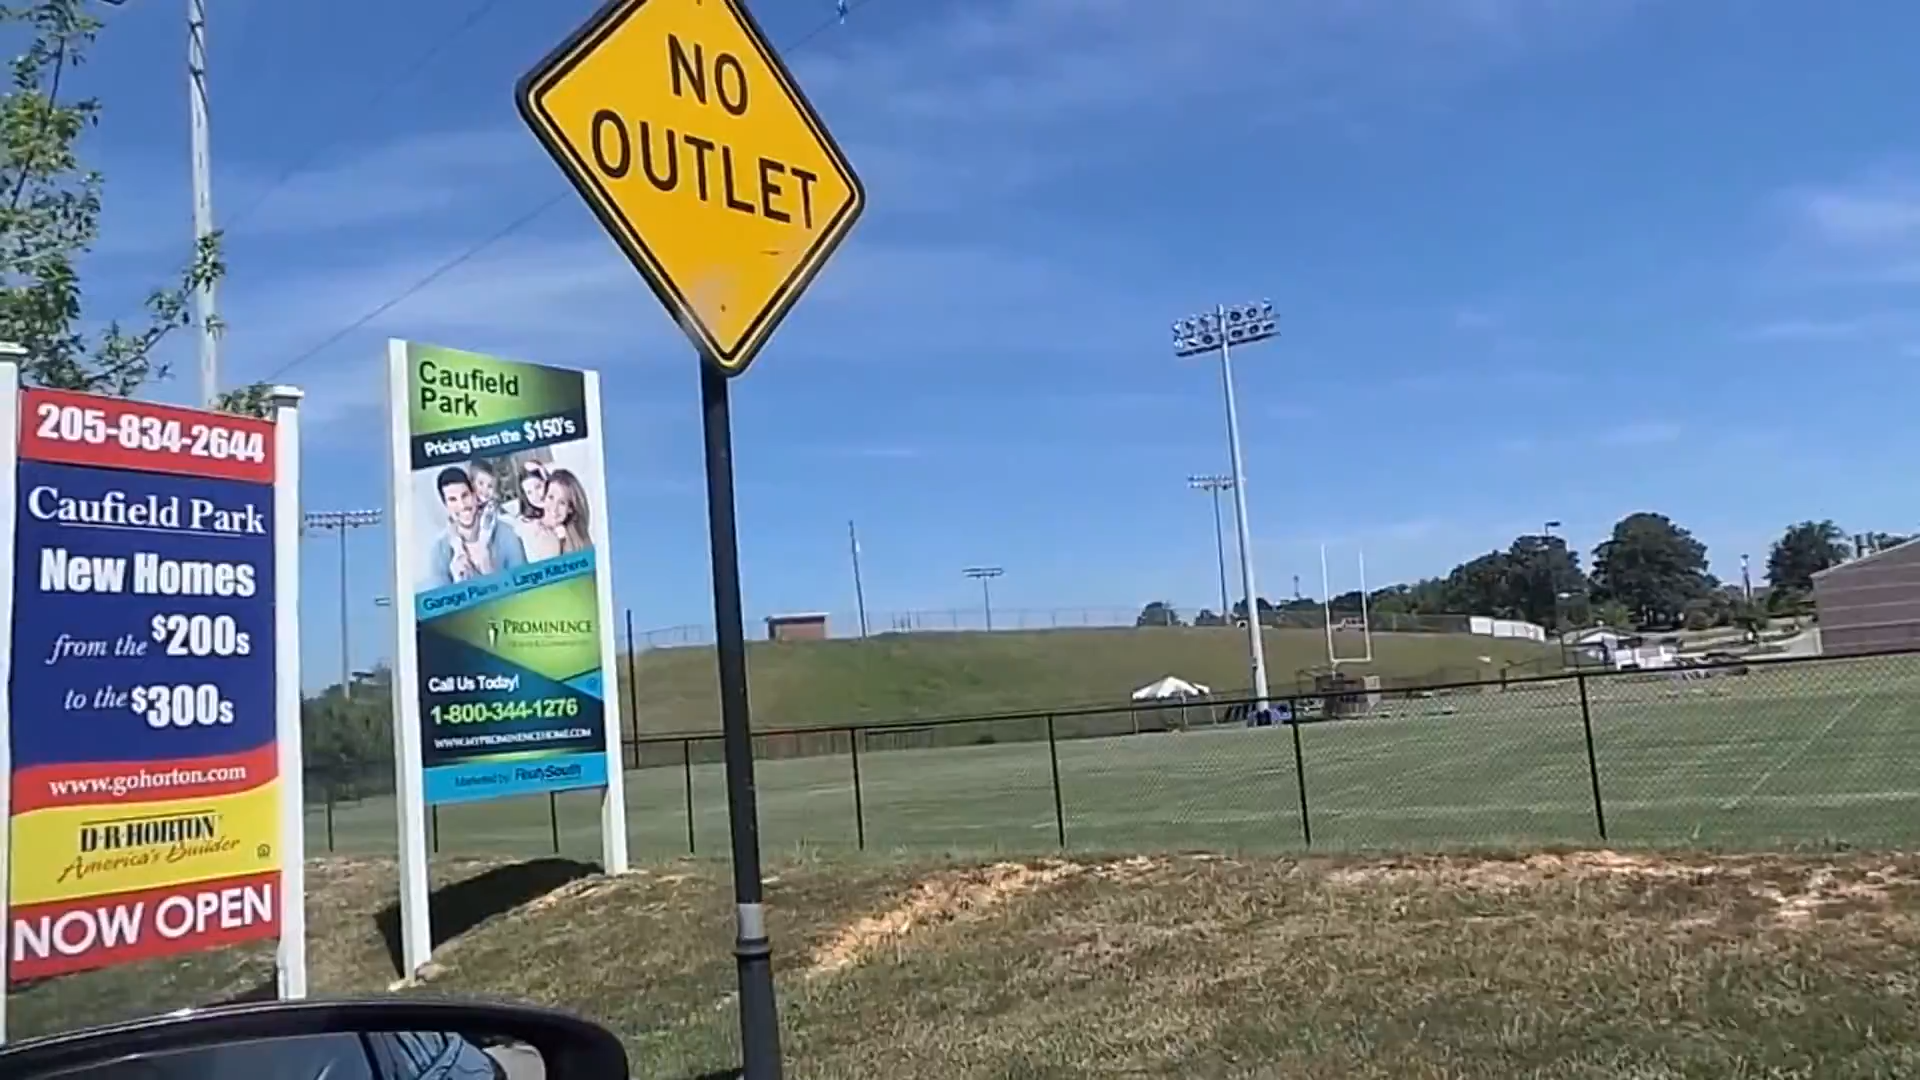 NO
OUTLET
205-834-2644
Caufield Park
New Homes
from the $200s
to the $300s
www.gohorton.com
D·R·HORTON
America's Builder
NOW OPEN
Caufield
Park
Pricing from the $150's
Garage Plans • Large Kitchens
PROMINENCE
Call Us Today!
1-800-344-1276
WWW.MYPROMINENCEHOME.COM
Marketed by: RealtySouth